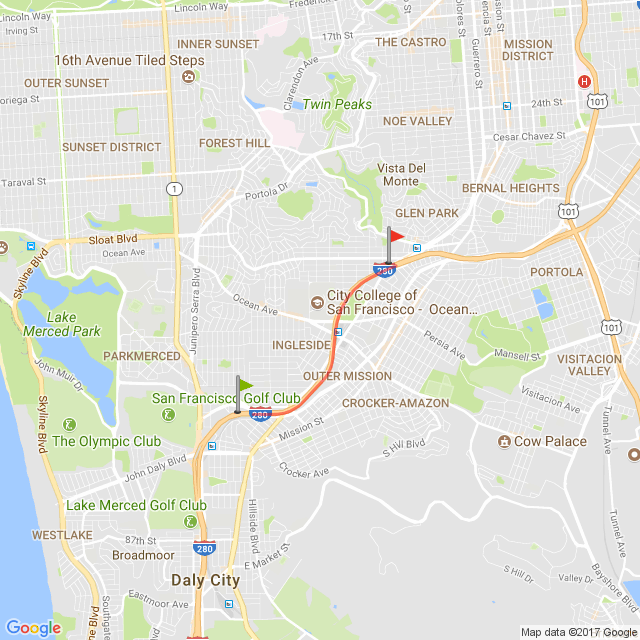 Lincoln Way
Lincoln Way
Frederick
Irving St
17th St
THE CASTRO
Dolores St
Valencia St
Guerrero St
INNER SUNSET
MISSION
DISTRICT
16th Avenue Tiled Steps
Clarendon Ave
OUTER SUNSET
H
Noriega St
Twin Peaks
24th St
101
NOE VALLEY
Cesar Chavez St
SUNSET DISTRICT
FOREST HILL
Vista Del
Monte
Taraval St
1
Portola Dr
BERNAL HEIGHTS
GLEN PARK
101
Sloat Blvd
Ocean Ave
280
PORTOLA
Skyline Blvd
Junipero Serra Blvd
City College of
San Francisco - Ocean...
Ocean Ave
Lake
Merced Park
101
Persia Ave
INGLESIDE
PARKMERCED
Mansell St
VISITACION
VALLEY
John Muir Dr
OUTER MISSION
Visitacion Ave
San Francisco Golf Club
CROCKER-AMAZON
280
Skyline Blvd
Tunnel Ave
Mission St
The Olympic Club
S Hill Blvd
Cow Palace
John Daly Blvd
Crocker Ave
Lake Merced Golf Club
Hillside Blvd
Tunnel Ave
WESTLAKE
87th St
280
Broadmoor
E Market St
Daly City
S Hill Dr
Valley Dr
Bayshore Blvd
Eastmoor Ave
Skyline Blvd
Southgate
Google
Map data ©2017 Google